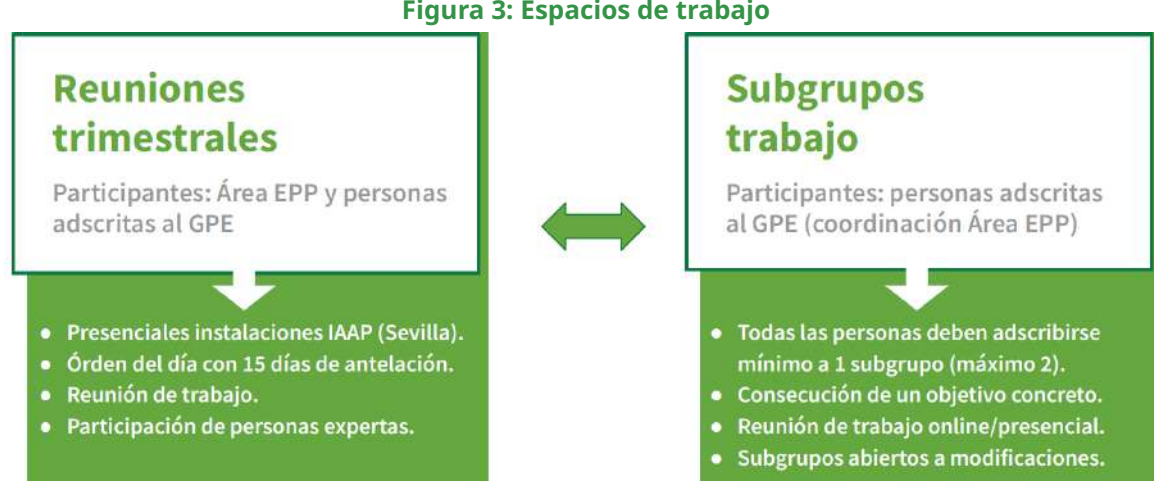 Figura 3: Espacios de trabajo
Reuniones
trimestrales
Participantes: Área EPP y personas
adscritas al GPE
Presenciales instalaciones IAAP (Sevilla).
Órden del día con 15 días de antelación.
Reunión de trabajo.
Participación de personas expertas.
Subgrupos
trabajo
Participantes: personas adscritas
al GPE (coordinación Área EPP)
Todas las personas deben adscribirse
mínimo a 1 subgrupo (máximo 2).
Consecución de un objetivo concreto.
Reunión de trabajo online/presencial.
Subgrupos abiertos a modificaciones.